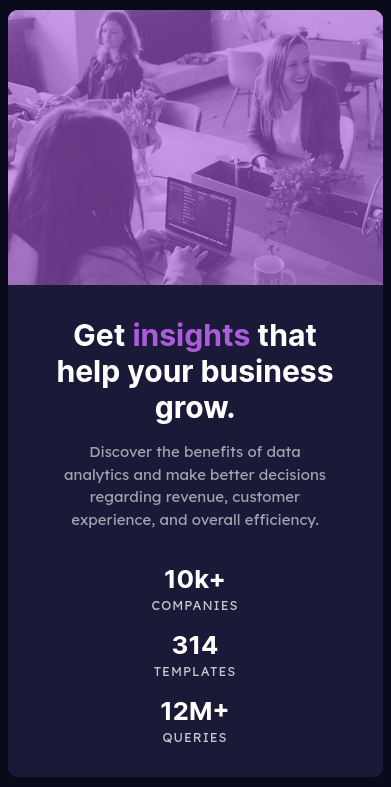 Get insights that
help your business
grow.
Discover the benefits of data
analytics and make better decisions
regarding revenue, customer
experience, and overall efficiency.
10k+
COMPANIES
314
TEMPLATES
12M+
QUERIES